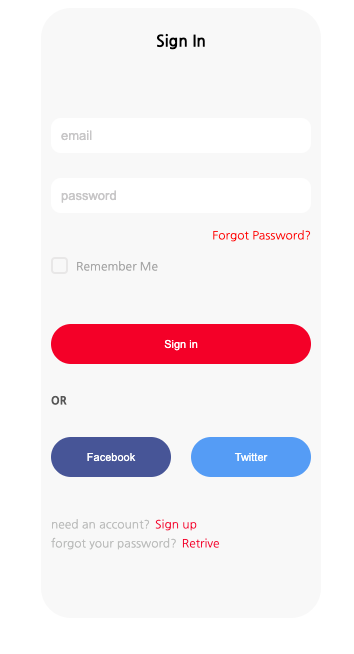 Sign In
email
password
Forgot Password?
Remember Me
Sign in
OR
Facebook Twitter
need an account? Sign up
forgot your password? Retrive